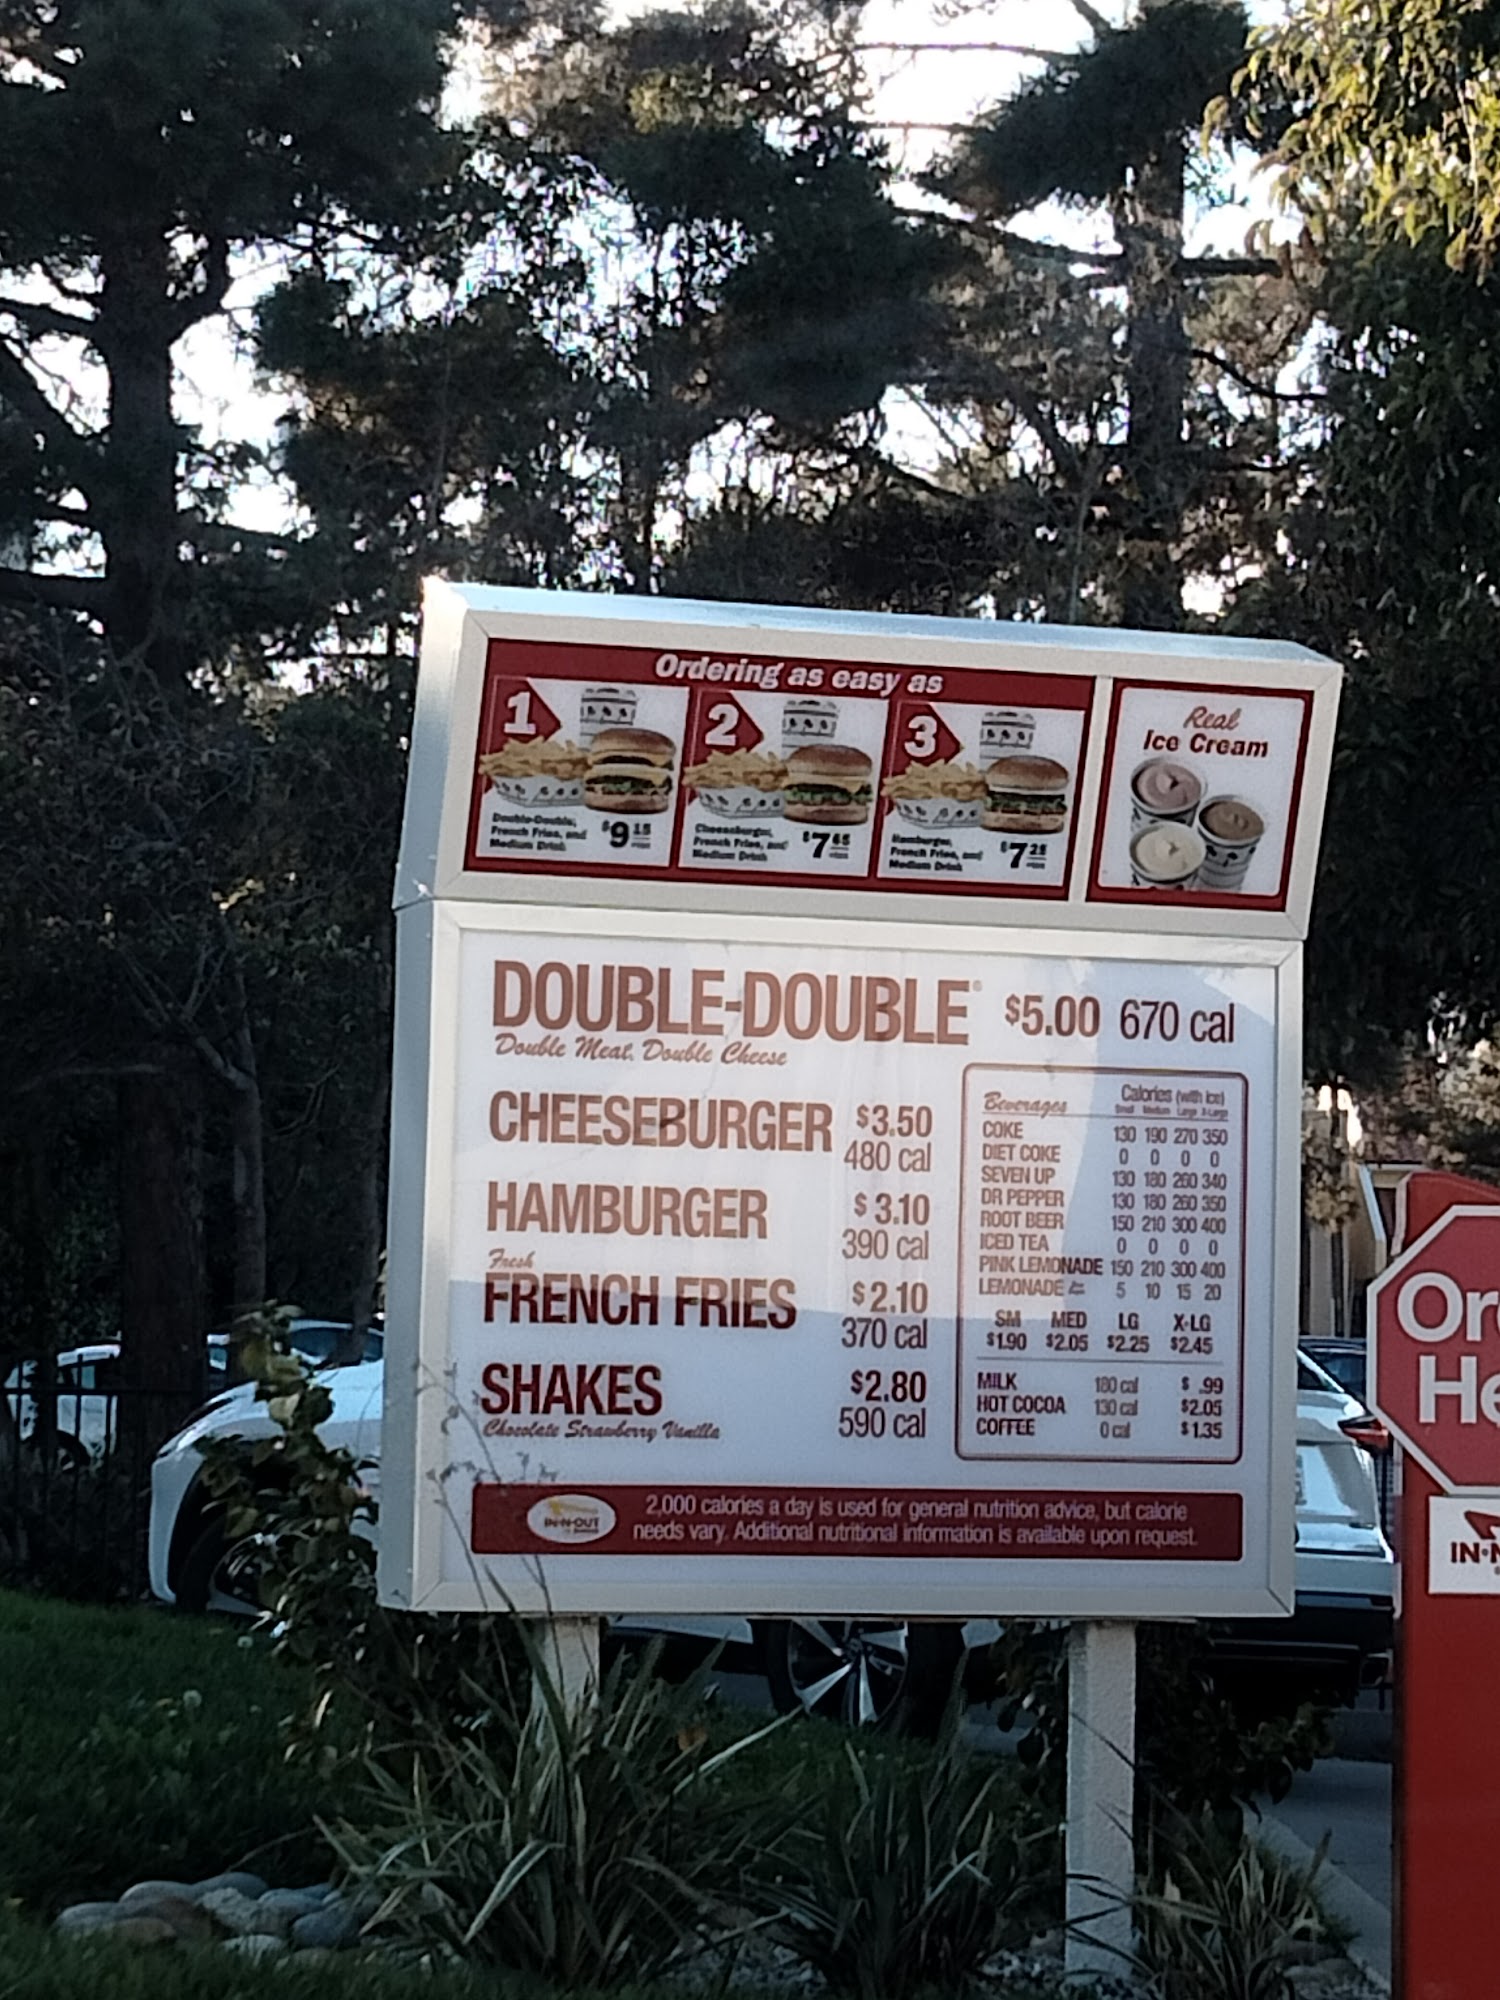 Ordering as easy as
1
Double-Double,
French Fries, and
Medium Drink
$9 15
2
Cheeseburger,
French Fries, and
Medium Drink
$7 65
3
Hamburger,
French Fries, and
Medium Drink
$7 25
Real
Ice Cream
DOUBLE-DOUBLE® $5.00 670 cal
Double Meat, Double Cheese
CHEESEBURGER $3.50
480 cal
HAMBURGER $3.10
390 cal
Fresh
FRENCH FRIES $2.10
370 cal
SHAKES $2.80
590 cal
Chocolate Strawberry Vanilla
Beverages Calories (with ice)
Small Medium Large X-Large
COKE 130 190 270 350
DIET COKE 0 0 0 0
SEVEN UP 130 180 260 340
DR PEPPER 130 180 260 350
ROOT BEER 150 210 300 400
ICED TEA 0 0 0 0
PINK LEMONADE 150 210 300 400
LEMONADE 5 10 15 20
SM MED LG X-LG
$1.90 $2.05 $2.25 $2.45
MILK 180 cal $ .99
HOT COCOA 130 cal $2.05
COFFEE 0 cal $1.35
IN-N-OUT
2,000 calories a day is used for general nutrition advice, but calorie
needs vary. Additional nutritional information is available upon request.
Or
He
IN-N